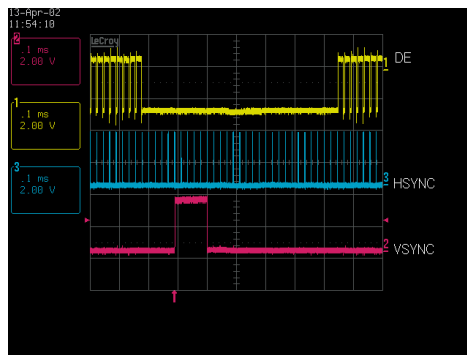 13-Apr-02
11:54:10
2
.1 ms
2.00 V
LeCroy
1
DE
1
.1 ms
2.00 V
3
.1 ms
2.00 V
3
HSYNC
2
VSYNC